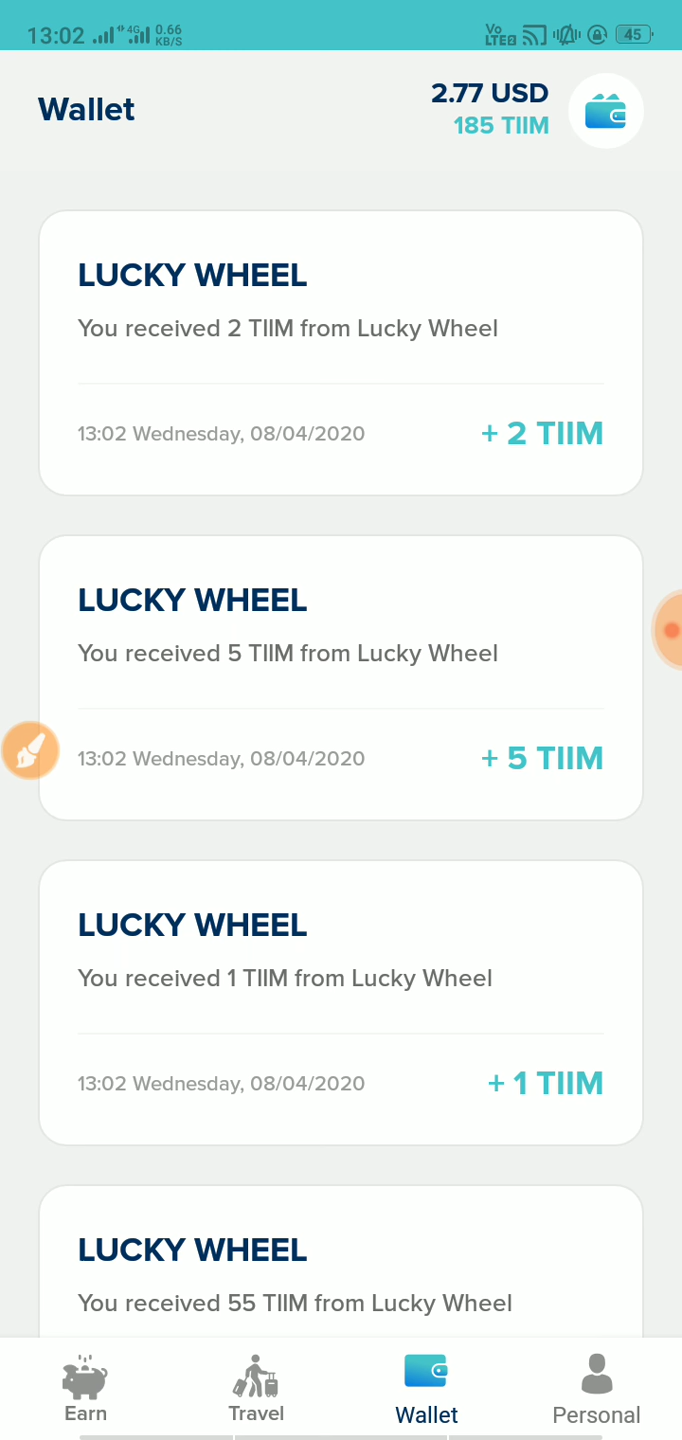 13:02 4G 0.66 KB/S Vo LTE2 45
Wallet
2.77 USD
185 TIIM
LUCKY WHEEL
You received 2 TIIM from Lucky Wheel
13:02 Wednesday, 08/04/2020 + 2 TIIM
LUCKY WHEEL
You received 5 TIIM from Lucky Wheel
13:02 Wednesday, 08/04/2020 + 5 TIIM
LUCKY WHEEL
You received 1 TIIM from Lucky Wheel
13:02 Wednesday, 08/04/2020 + 1 TIIM
LUCKY WHEEL
You received 55 TIIM from Lucky Wheel
Earn Travel Wallet Personal